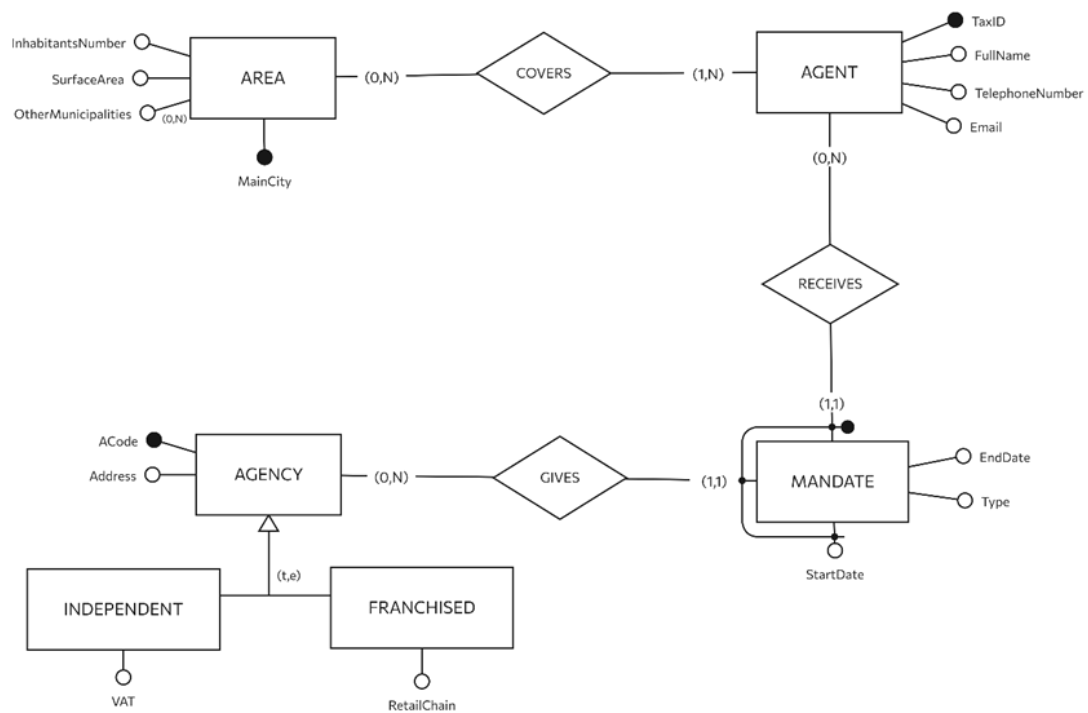 InhabitantsNumber
SurfaceArea
OtherMunicipalities
(0,N)
AREA
MainCity
(0,N)
COVERS
(1,N)
AGENT
TaxID
FullName
TelephoneNumber
Email
(0,N)
RECEIVES
(1,1)
ACode
Address
AGENCY
(0,N)
GIVES
(1,1)
MANDATE
EndDate
Type
StartDate
(t,e)
INDEPENDENT
FRANCHISED
VAT
RetailChain